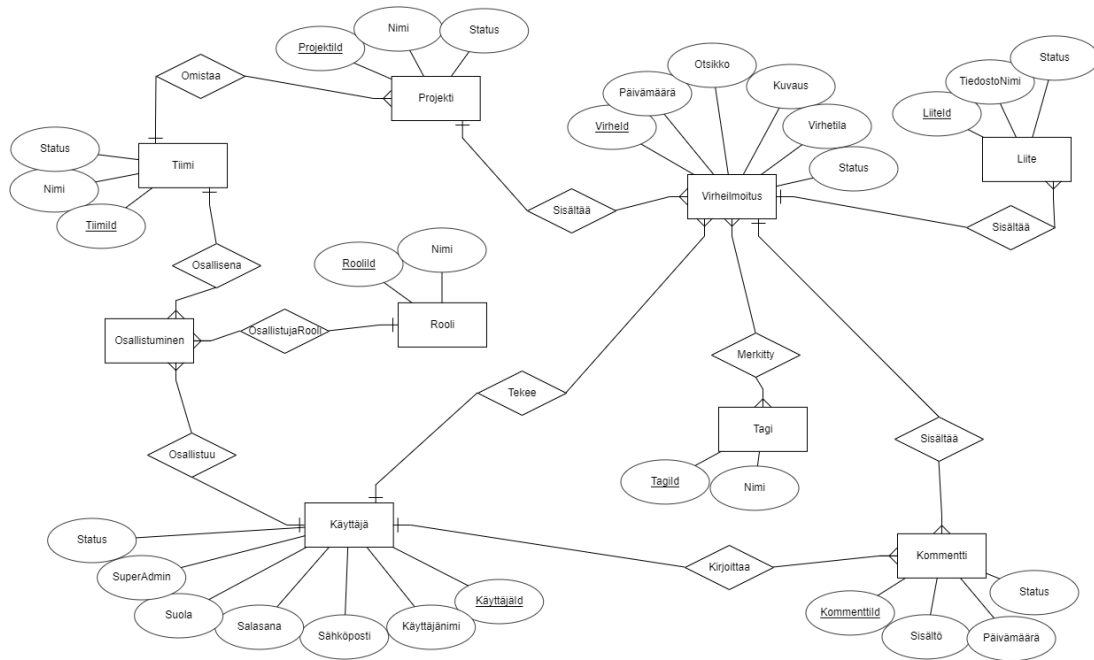 Nimi
Status
ProjektiId
Omistaa
Projekti
Otsikko
Päivämäärä
Kuvaus
VirheId
Virhetila
Status
Virheilmoitus
Status
TiedostoNimi
LiiteId
Liite
Status
Nimi
TiimiId
Tiimi
Sisältää
Sisältää
Osallisena
Nimi
RooliId
Rooli
OsallistujaRooli
Osallistuminen
Merkitty
Tekee
Tagi
TagiId
Nimi
Sisältää
Osallistuu
Käyttäjä
Status
SuperAdmin
Suola
Salasana
Sähköposti
Käyttäjänimi
KäyttäjäId
Kirjoittaa
Kommentti
KommenttiId
Sisältö
Päivämäärä
Status